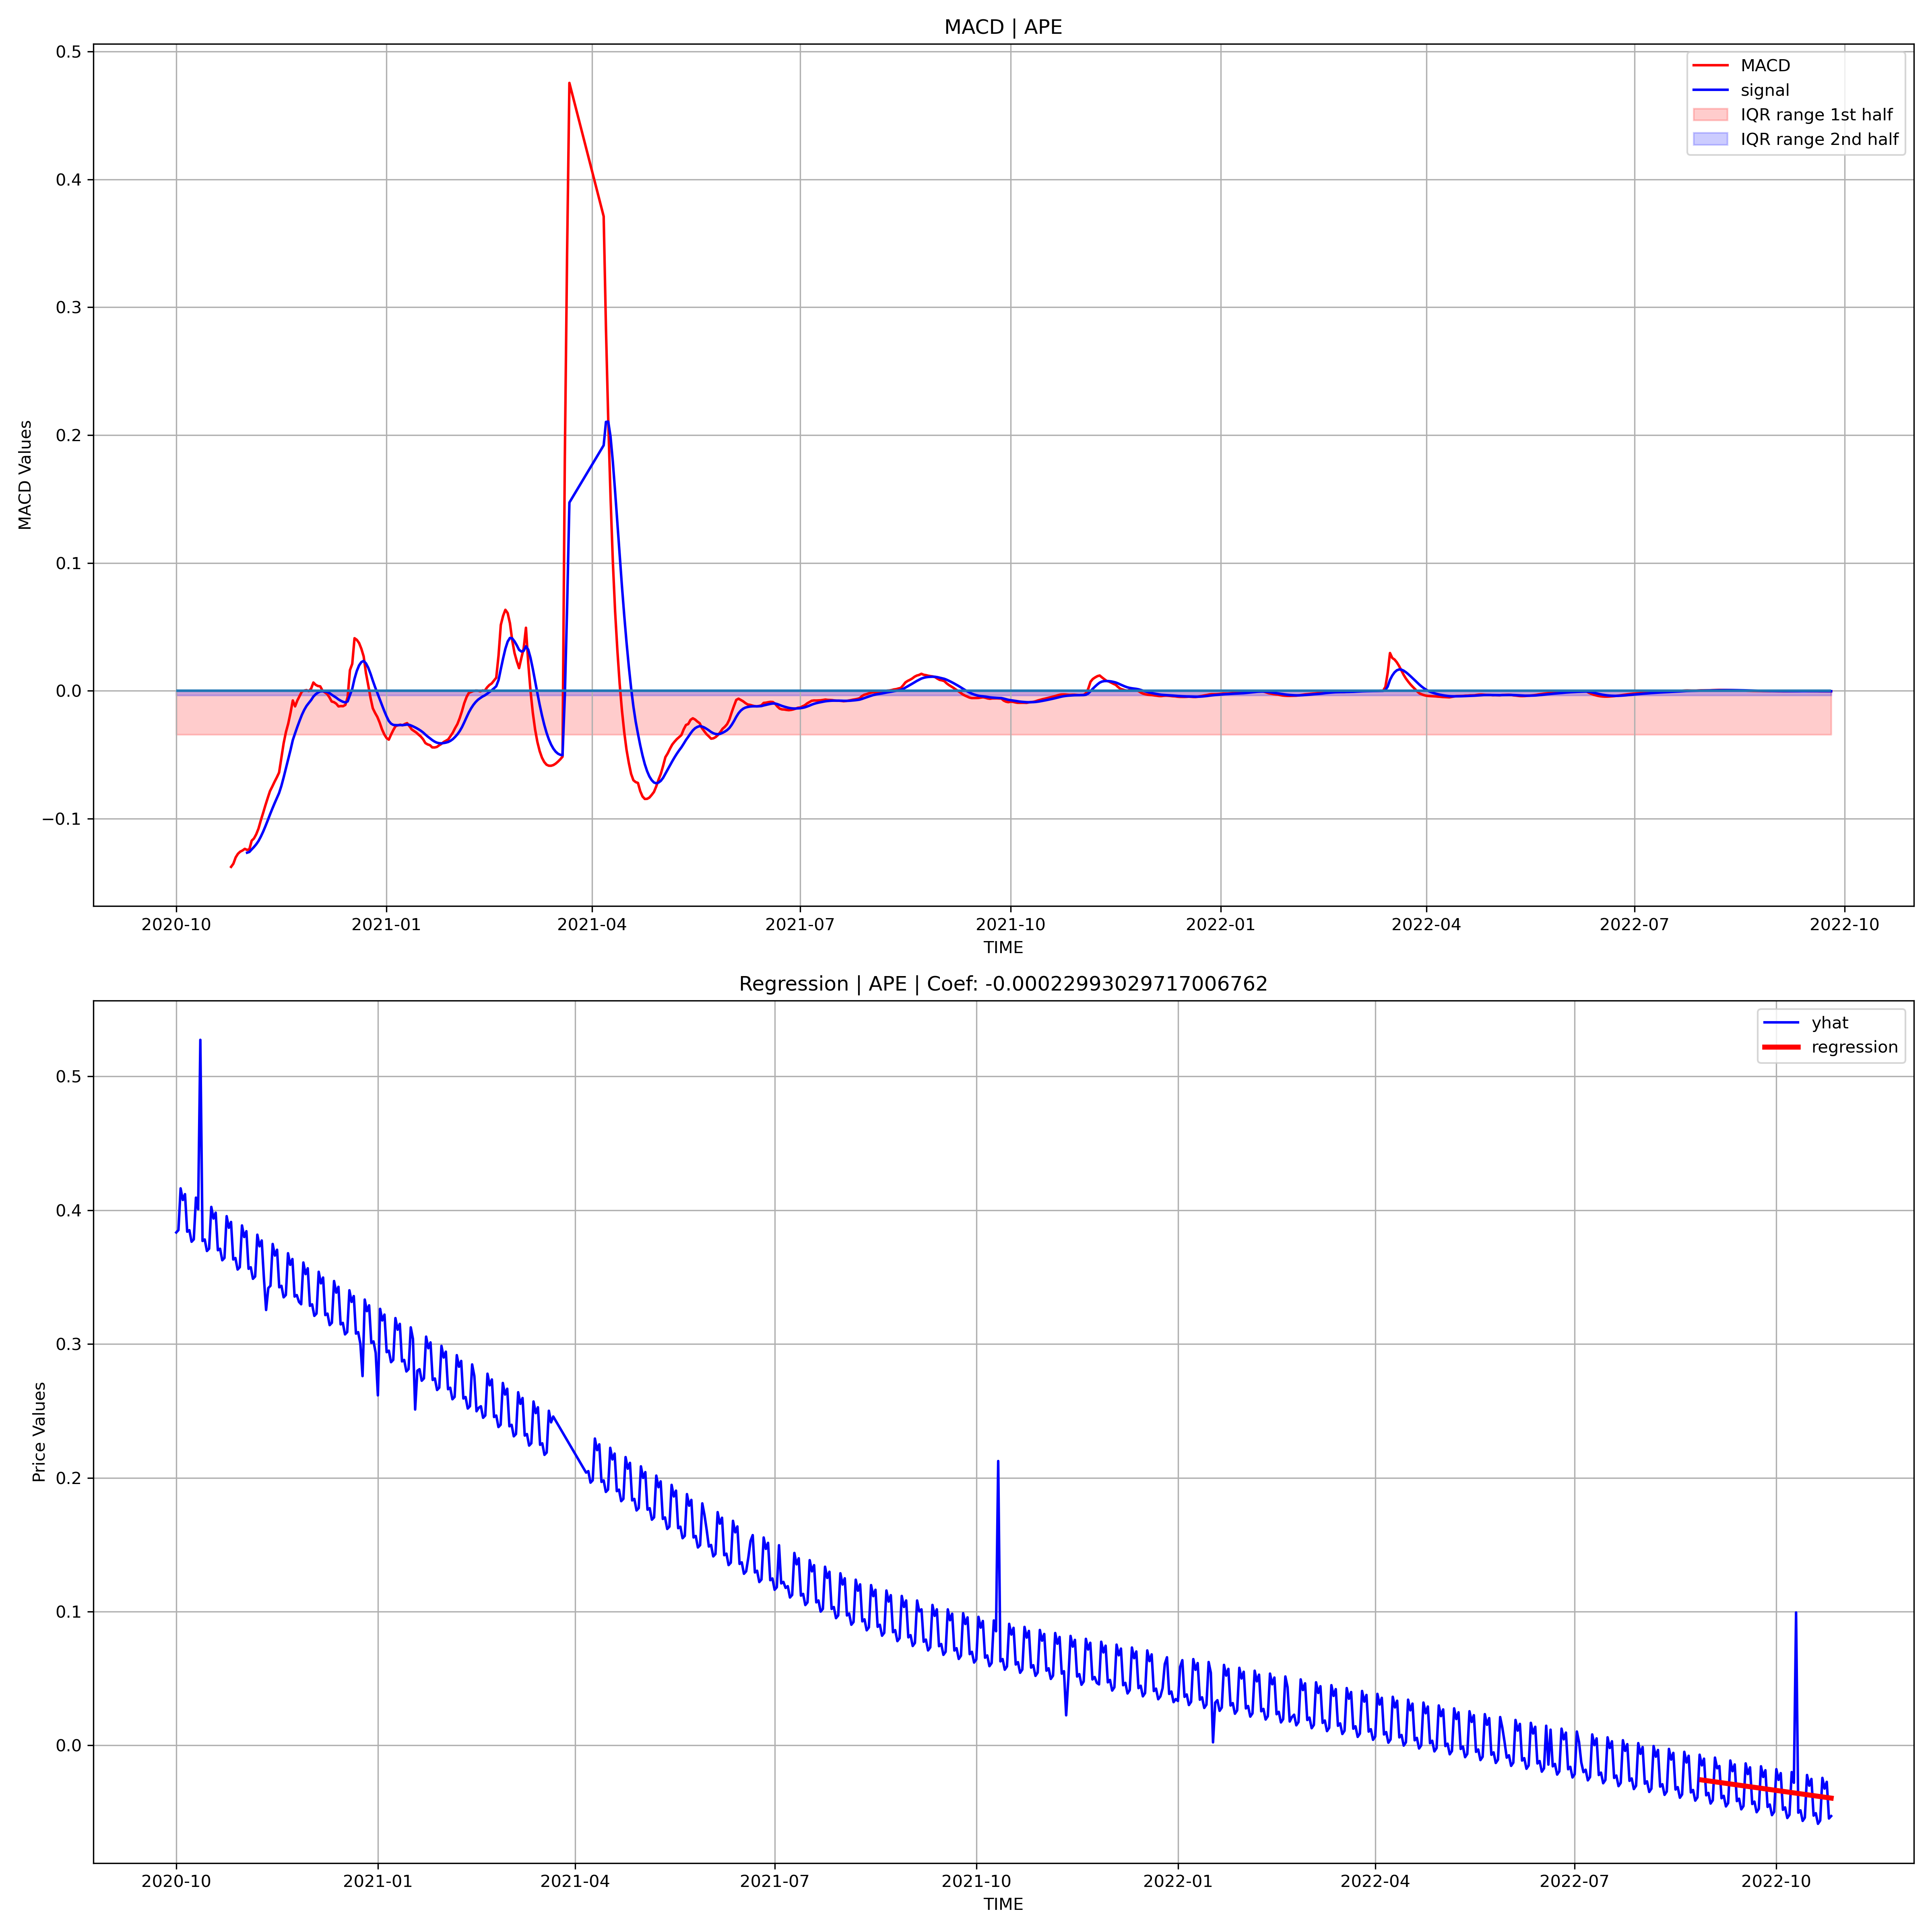 MACD | APE
0.5
0.4
0.3
0.2
0.1
0.0
−0.1
MACD Values
MACD
signal
IQR range 1st half
IQR range 2nd half
2020-10 2021-01 2021-04 2021-07 2021-10 2022-01 2022-04 2022-07 2022-10
TIME
Regression | APE | Coef: -0.00022993029717006762
0.5
0.4
0.3
0.2
0.1
0.0
Price Values
yhat
regression
2020-10 2021-01 2021-04 2021-07 2021-10 2022-01 2022-04 2022-07 2022-10
TIME